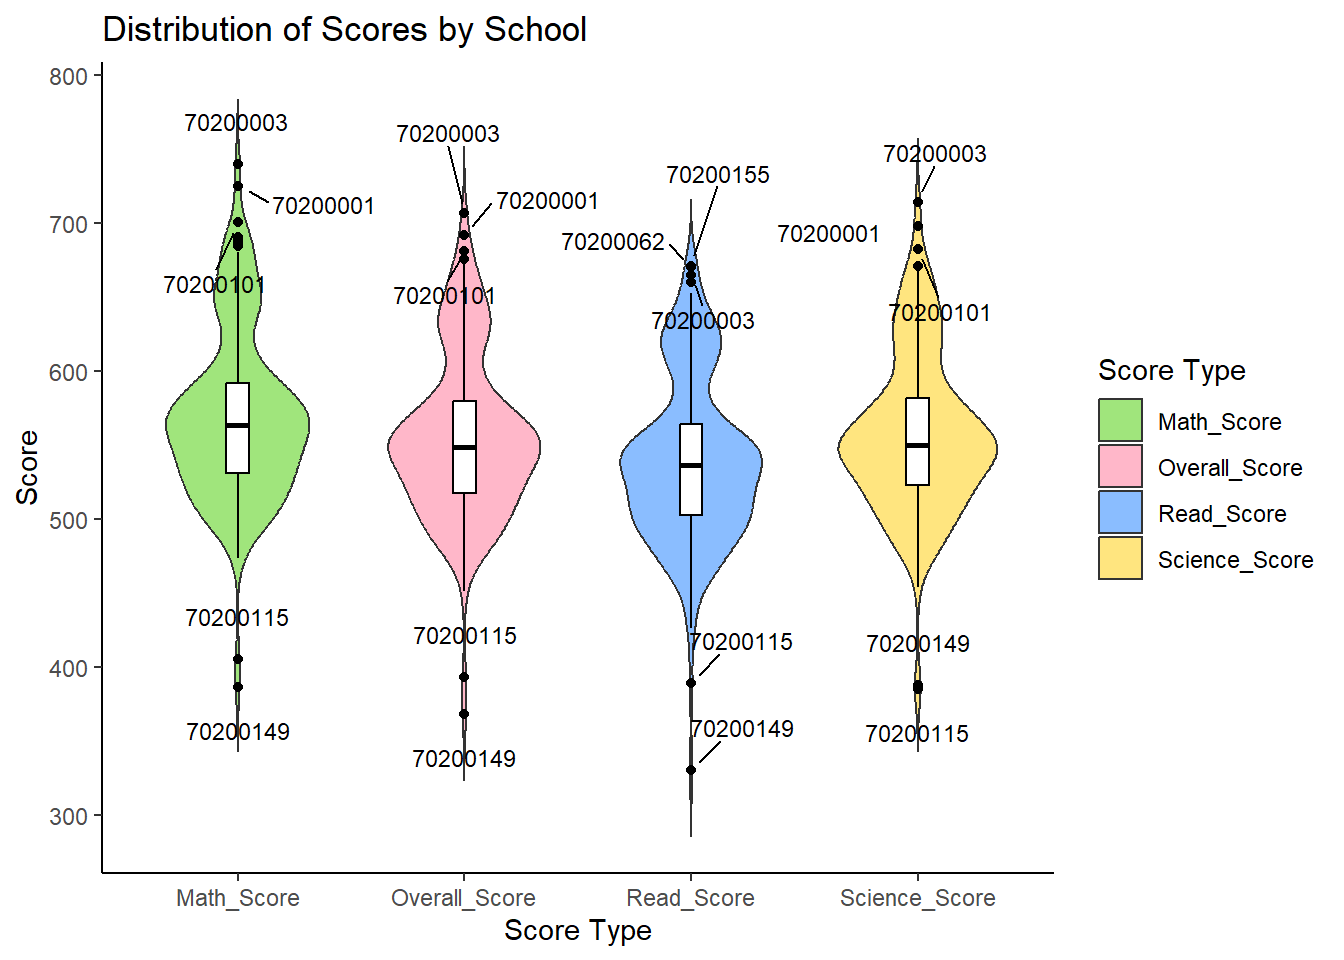 Distribution of Scores by School
800
700
600
500
400
300
Score
70200003
70200001
70200101
70200115
70200149
70200003
70200001
70200101
70200115
70200149
70200155
70200062
70200003
70200115
70200149
70200003
70200001
70200101
70200149
70200115
Math_Score
Overall_Score
Read_Score
Science_Score
Score Type
Score Type
Math_Score
Overall_Score
Read_Score
Science_Score